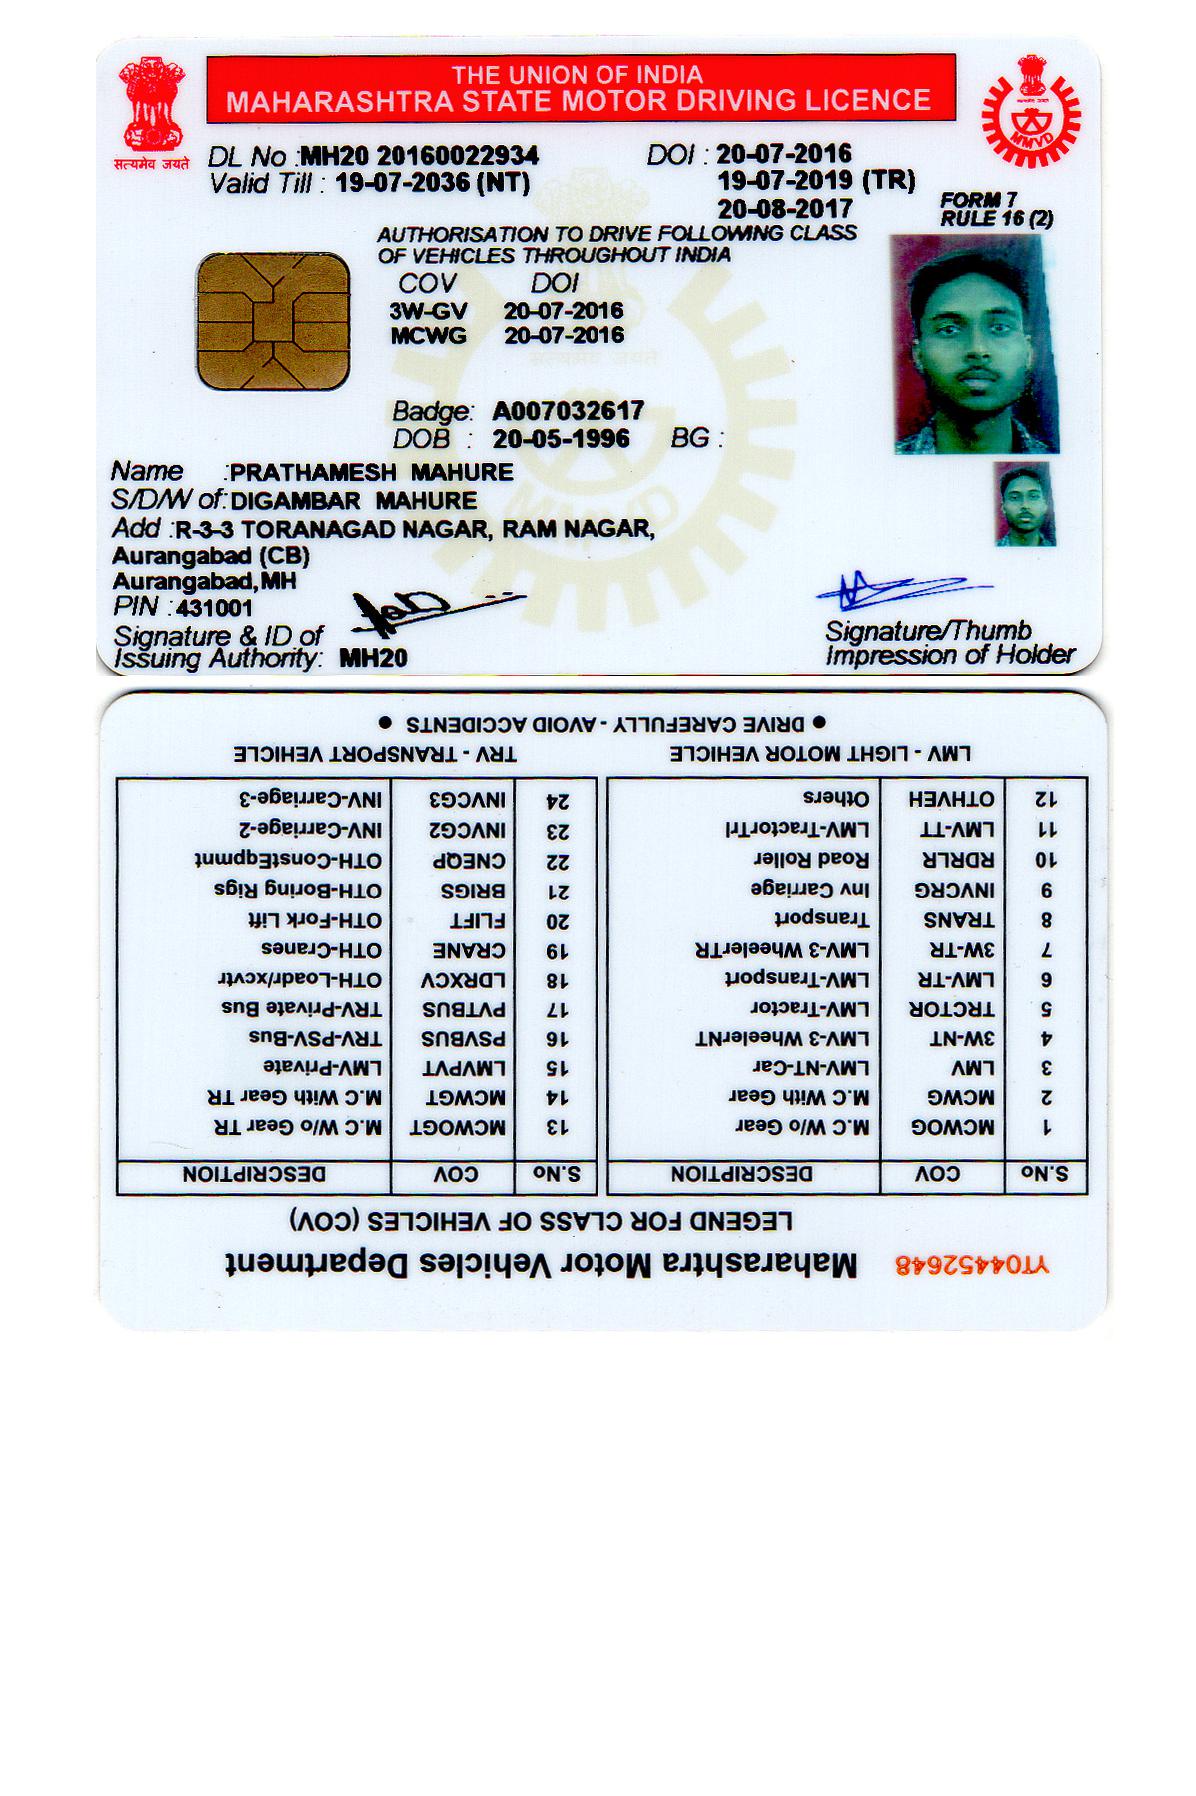 THE UNION OF INDIA
MAHARASHTRA STATE MOTOR DRIVING LICENCE
सत्यमेव जयते
MMVD
DL No : MH20 20160022934 DOI : 20-07-2016
Valid Till : 19-07-2036 (NT) 19-07-2019 (TR)
20-08-2017
FORM 7
RULE 16 (2)
AUTHORISATION TO DRIVE FOLLOWING CLASS
OF VEHICLES THROUGHOUT INDIA
COV DOI
3W-GV 20-07-2016
MCWG 20-07-2016
सत्यमेव जयते
MMVD
Badge: A007032617
DOB : 20-05-1996 BG :
Name : PRATHAMESH MAHURE
S/D/W of: DIGAMBAR MAHURE
Add : R-3-3 TORANAGAD NAGAR, RAM NAGAR,
Aurangabad (CB)
Aurangabad,MH
PIN : 431001
Signature & ID of
Issuing Authority: MH20
Signature/Thumb
Impression of Holder
YT04452648 Maharashtra Motor Vehicles Department
LEGEND FOR CLASS OF VEHICLES (COV)
S.No COV DESCRIPTION S.No COV DESCRIPTION
1 MCWOG M.C W/o Gear 13 MCWOGT M.C W/o Gear TR
2 MCWG M.C With Gear 14 MCWGT M.C With Gear TR
3 LMV LMV-NT-Car 15 LMVPVT LMV-Private
4 3W-NT LMV-3 WheelerNT 16 PSVBUS TRV-PSV-Bus
5 TRCTOR LMV-Tractor 17 PVTBUS TRV-Private Bus
6 LMV-TR LMV-Transport 18 LDRXCV OTH-Loadr/xcvtr
7 3W-TR LMV-3 WheelerTR 19 CRANE OTH-Cranes
8 TRANS Transport 20 FLIFT OTH-Fork Lift
9 INVCRG Inv Carriage 21 BRIGS OTH-Boring Rigs
10 RDRLR Road Roller 22 CNEQP OTH-ConstEqpmnt
11 LMV-TT LMV-TractorTrl 23 INVCG2 INV-Carriage-2
12 OTHVEH Others 24 INVCG3 INV-Carriage-3
LMV - LIGHT MOTOR VEHICLE TRV - TRANSPORT VEHICLE
● DRIVE CAREFULLY - AVOID ACCIDENTS ●